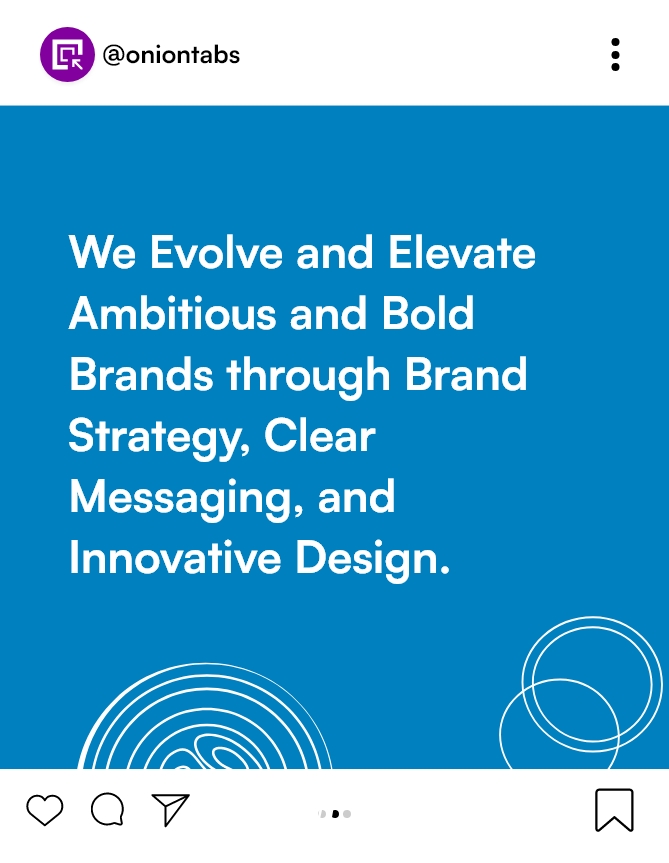 @oniontabs
We Evolve and Elevate
Ambitious and Bold
Brands through Brand
Strategy, Clear
Messaging, and
Innovative Design.